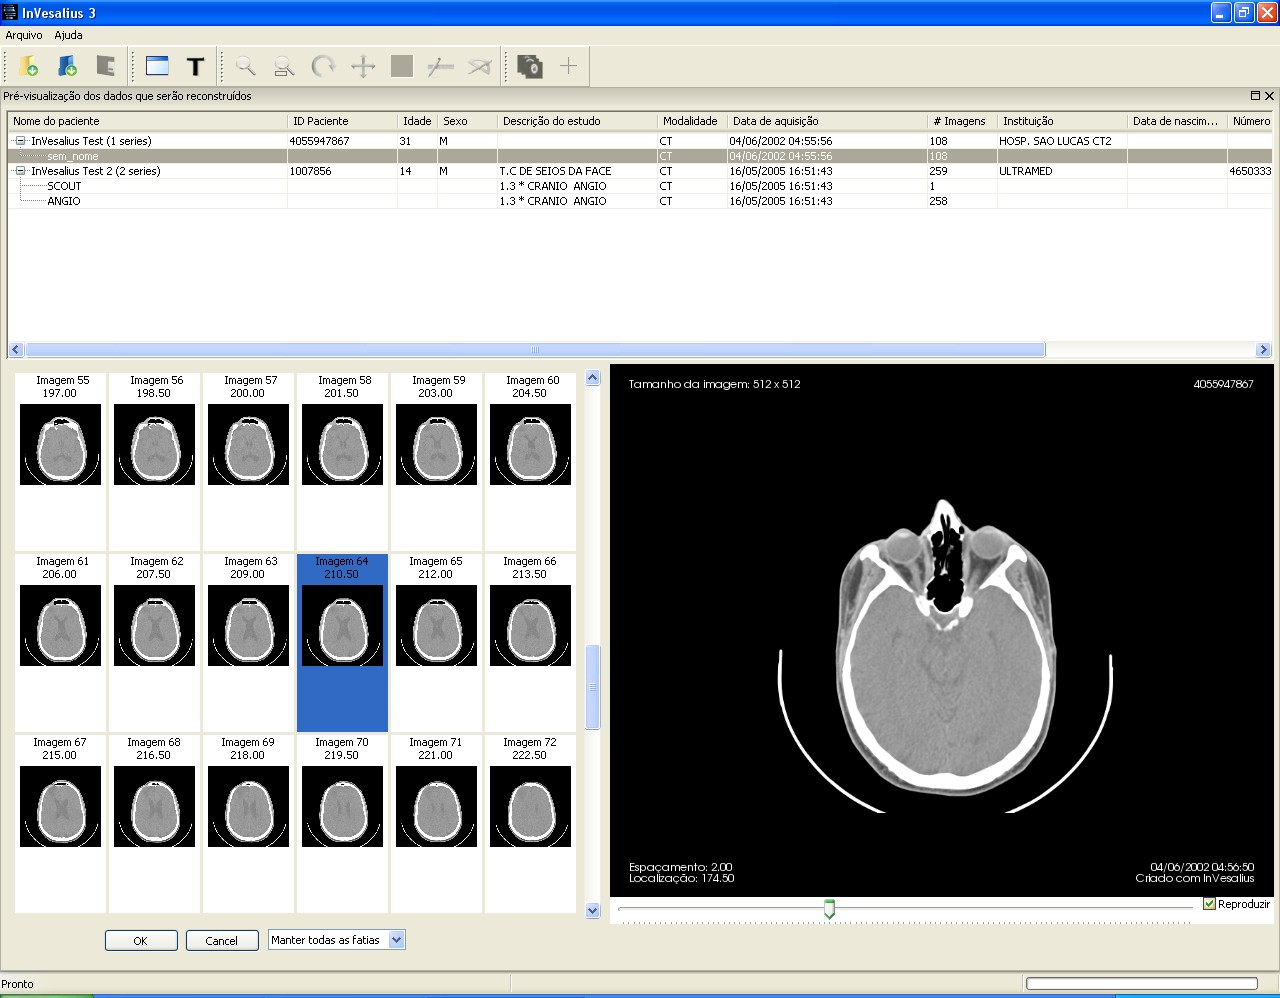 InVesalius 3
Arquivo Ajuda
T
Pré-visualização dos dados que serão reconstruídos
Nome do paciente ID Paciente Idade Sexo Descrição do estudo Modalidade Data de aquisição # Imagens Instituição Data de nascim... Número
InVesalius Test (1 series) 4055947867 31 M CT 04/06/2002 04:55:56 108 HOSP. SAO LUCAS CT2
sem_nome CT 04/06/2002 04:55:56 108
InVesalius Test 2 (2 series) 1007856 14 M T.C DE SEIOS DA FACE CT 16/05/2005 16:51:43 259 ULTRAMED 4650333
SCOUT 1.3 * CRANIO ANGIO CT 16/05/2005 16:51:43 1
ANGIO 1.3 * CRANIO ANGIO CT 16/05/2005 16:51:43 258
Imagem 55 Imagem 56 Imagem 57 Imagem 58 Imagem 59 Imagem 60
197.00 198.50 200.00 201.50 203.00 204.50
Imagem 61 Imagem 62 Imagem 63 Imagem 64 Imagem 65 Imagem 66
206.00 207.50 209.00 210.50 212.00 213.50
Imagem 67 Imagem 68 Imagem 69 Imagem 70 Imagem 71 Imagem 72
215.00 216.50 218.00 219.50 221.00 222.50
Tamanho da imagem: 512 x 512 4055947867
Espaçamento: 2.00 04/06/2002 04:56:50
Localização: 174.50 Criado com InVesalius
Reproduzir
OK Cancel Manter todas as fatias
Pronto